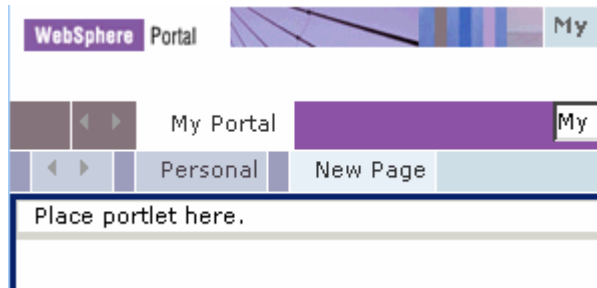 WebSphere Portal My
My Portal My
Personal New Page
Place portlet here.